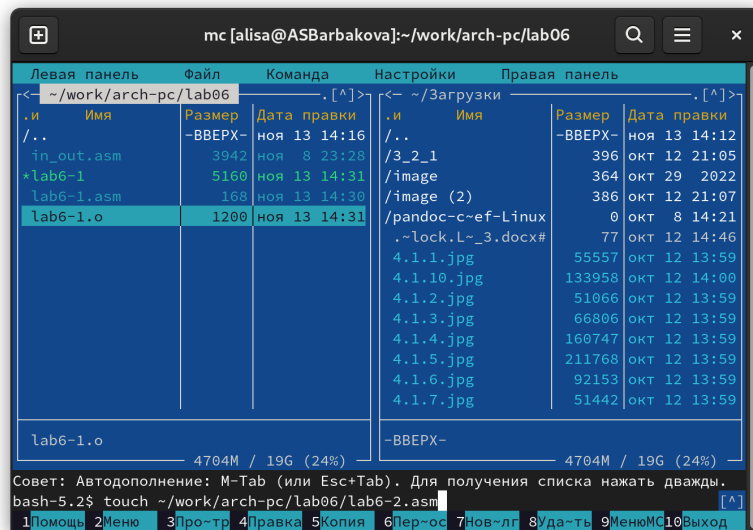 mc [alisa@ASBarbakova]:~/work/arch-pc/lab06
Левая панель Файл Команда Настройки Правая панель
<— ~/work/arch-pc/lab06 —.[^]>
.и Имя Размер Дата правки
/.. -ВВЕРХ- ноя 13 14:16
in_out.asm 3942 ноя 8 23:28
*lab6-1 5160 ноя 13 14:31
lab6-1.asm 168 ноя 13 14:30
lab6-1.o 1200 ноя 13 14:31
lab6-1.o
4704M / 19G (24%)
<— ~/Загрузки —.[^]>
.и Имя Размер Дата правки
/.. -ВВЕРХ- ноя 13 14:12
/3_2_1 396 окт 12 21:05
/image 364 окт 29 2022
/image (2) 386 окт 12 21:07
/pandoc-c~ef-Linux 0 окт 8 14:21
.~lock.L~_3.docx# 77 окт 12 14:46
4.1.1.jpg 55557 окт 12 13:59
4.1.10.jpg 133958 окт 12 14:00
4.1.2.jpg 51066 окт 12 13:59
4.1.3.jpg 66806 окт 12 13:59
4.1.4.jpg 160747 окт 12 13:59
4.1.5.jpg 211768 окт 12 13:59
4.1.6.jpg 92153 окт 12 13:59
4.1.7.jpg 51442 окт 12 13:59
-ВВЕРХ-
4704M / 19G (24%)
Совет: Автодополнение: M-Tab (или Esc+Tab). Для получения списка нажать дважды.
bash-5.2$ touch ~/work/arch-pc/lab06/lab6-2.asm [^]
1Помощь 2Меню 3Про~тр 4Правка 5Копия 6Пер~ос 7Нов~лг 8Уда~ть 9МенюМС 10Выход